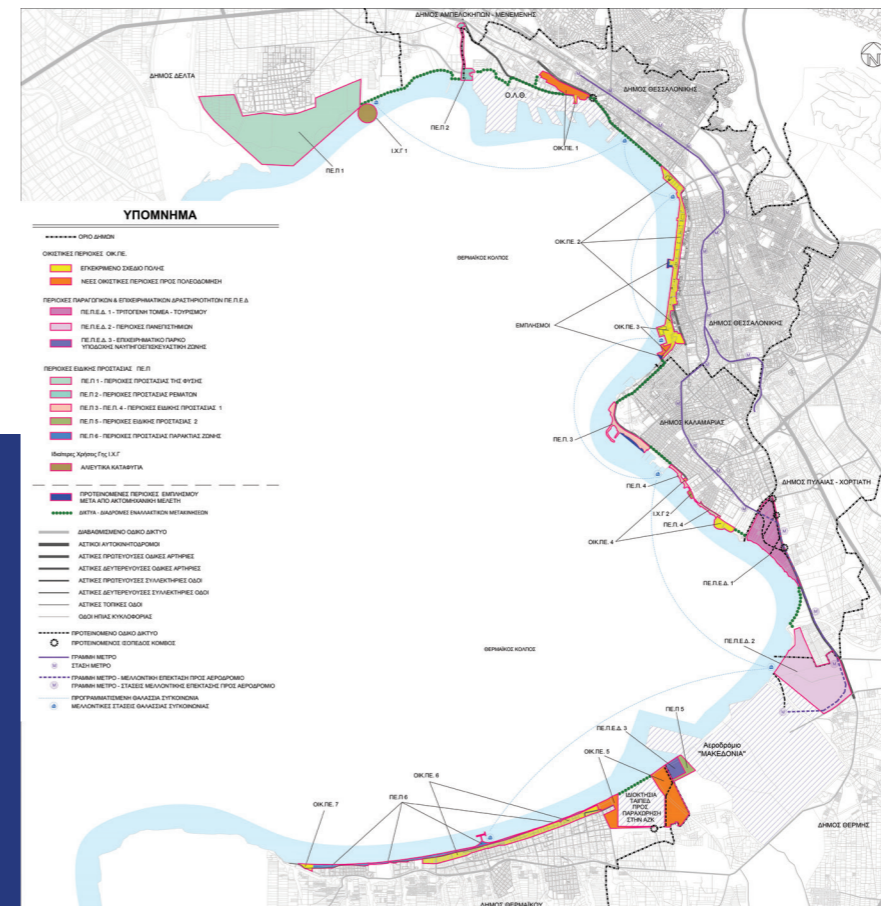 ΔΗΜΟΣ ΑΜΠΕΛΟΚΗΠΩΝ - ΜΕΝΕΜΕΝΗΣ
ΔΗΜΟΣ ΔΕΛΤΑ
N
ΔΗΜΟΣ ΘΕΣΣΑΛΟΝΙΚΗΣ
Ο.Λ.Θ.
ΠΕ.Π 2
Ι.Χ.Γ 1
ΟΙΚ.ΠΕ. 1
ΠΕ.Π 1
ΥΠΟΜΝΗΜΑ
ΟΡΙΟ ΔΗΜΩΝ
ΟΙΚΙΣΤΙΚΕΣ ΠΕΡΙΟΧΕΣ ΟΙΚ.ΠΕ.
ΕΓΚΕΚΡΙΜΕΝΟ ΣΧΕΔΙΟ ΠΟΛΗΣ
ΝΕΕΣ ΟΙΚΙΣΤΙΚΕΣ ΠΕΡΙΟΧΕΣ ΠΡΟΣ ΠΟΛΕΟΔΟΜΗΣΗ
ΠΕΡΙΟΧΕΣ ΠΑΡΑΓΩΓΙΚΩΝ & ΕΠΙΧΕΙΡΗΜΑΤΙΚΩΝ ΔΡΑΣΤΗΡΙΟΤΗΤΩΝ ΠΕ.Π.Ε.Δ
ΠΕ.Π.Ε.Δ. 1 - ΤΡΙΤΟΓΕΝΗ ΤΟΜΕΑ - ΤΟΥΡΙΣΜΟΥ
ΠΕ.Π.Ε.Δ. 2 - ΠΕΡΙΟΧΕΣ ΠΑΝΕΠΙΣΤΗΜΙΩΝ
ΠΕ.Π.Ε.Δ. 3 - ΕΠΙΧΕΙΡΗΜΑΤΙΚΟ ΠΑΡΚΟ
ΥΠΟΔΟΧΗΣ ΝΑΥΠΗΓΟΕΠΙΣΚΕΥΑΣΤΙΚΗ ΖΩΝΗΣ
ΠΕΡΙΟΧΕΣ ΕΙΔΙΚΗΣ ΠΡΟΣΤΑΣΙΑΣ ΠΕ.Π
ΠΕ.Π 1 - ΠΕΡΙΟΧΕΣ ΠΡΟΣΤΑΣΙΑΣ ΤΗΣ ΦΥΣΗΣ
ΠΕ.Π 2 - ΠΕΡΙΟΧΕΣ ΠΡΟΣΤΑΣΙΑΣ ΡΕΜΑΤΩΝ
ΠΕ.Π 3 - ΠΕ.Π. 4 - ΠΕΡΙΟΧΕΣ ΕΙΔΙΚΗΣ ΠΡΟΣΤΑΣΙΑΣ 1
ΠΕ.Π 5 - ΠΕΡΙΟΧΕΣ ΕΙΔΙΚΗΣ ΠΡΟΣΤΑΣΙΑΣ 2
ΠΕ.Π 6 - ΠΕΡΙΟΧΕΣ ΠΡΟΣΤΑΣΙΑΣ ΠΑΡΑΚΤΙΑΣ ΖΩΝΗΣ
Ιδιαίτερες Χρήσεις Γης Ι.Χ.Γ
ΑΛΙΕΥΤΙΚΑ ΚΑΤΑΦΥΓΙΑ
ΠΡΟΤΕΙΝΟΜΕΝΕΣ ΠΕΡΙΟΧΕΣ ΕΜΠΛΗΣΜΟΥ
ΜΕΤΑ ΑΠΟ ΑΚΤΟΜΗΧΑΝΙΚΗ ΜΕΛΕΤΗ
ΔΙΚΤΥΑ - ΔΙΑΔΡΟΜΕΣ ΕΝΑΛΛΑΚΤΙΚΩΝ ΜΕΤΑΚΙΝΗΣΕΩΝ
ΔΙΑΒΑΘΜΙΣΜΕΝΟ ΟΔΙΚΟ ΔΙΚΤΥΟ
ΑΣΤΙΚΟΙ ΑΥΤΟΚΙΝΗΤΟΔΡΟΜΟΙ
ΑΣΤΙΚΕΣ ΠΡΩΤΕΥΟΥΣΕΣ ΟΔΙΚΕΣ ΑΡΤΗΡΙΕΣ
ΑΣΤΙΚΕΣ ΔΕΥΤΕΡΕΥΟΥΣΕΣ ΟΔΙΚΕΣ ΑΡΤΗΡΙΕΣ
ΑΣΤΙΚΕΣ ΠΡΩΤΕΥΟΥΣΕΣ ΣΥΛΛΕΚΤΗΡΙΕΣ ΟΔΟΙ
ΑΣΤΙΚΕΣ ΔΕΥΤΕΡΕΥΟΥΣΕΣ ΣΥΛΛΕΚΤΗΡΙΕΣ ΟΔΟΙ
ΑΣΤΙΚΕΣ ΤΟΠΙΚΕΣ ΟΔΟΙ
ΟΔΟΙ ΗΠΙΑΣ ΚΥΚΛΟΦΟΡΙΑΣ
ΠΡΟΤΕΙΝΟΜΕΝΟ ΟΔΙΚΟ ΔΙΚΤΥΟ
ΠΡΟΤΕΙΝΟΜΕΝΟΣ ΙΣΟΠΕΔΟΣ ΚΟΜΒΟΣ
ΓΡΑΜΜΗ ΜΕΤΡΟ
ΣΤΑΣΗ ΜΕΤΡΟ
ΓΡΑΜΜΗ ΜΕΤΡΟ - ΜΕΛΛΟΝΤΙΚΗ ΕΠΕΚΤΑΣΗ ΠΡΟΣ ΑΕΡΟΔΡΟΜΙΟ
ΓΡΑΜΜΗ ΜΕΤΡΟ - ΣΤΑΣΕΙΣ ΜΕΛΛΟΝΤΙΚΗΣ ΕΠΕΚΤΑΣΗΣ ΠΡΟΣ ΑΕΡΟΔΡΟΜΙΟ
ΠΡΟΓΡΑΜΜΑΤΙΣΜΕΝΗ ΘΑΛΑΣΣΙΑ ΣΥΓΚΟΙΝΩΝΙΑ
ΜΕΛΛΟΝΤΙΚΕΣ ΣΤΑΣΕΙΣ ΘΑΛΑΣΣΙΑΣ ΣΥΓΚΟΙΝΩΝΙΑΣ
ΟΙΚ.ΠΕ. 2
ΘΕΡΜΑΪΚΟΣ ΚΟΛΠΟΣ
ΕΜΠΛΗΣΜΟΙ
ΟΙΚ.ΠΕ. 3
ΔΗΜΟΣ ΘΕΣΣΑΛΟΝΙΚΗΣ
ΔΗΜΟΣ ΚΑΛΑΜΑΡΙΑΣ
ΠΕ.Π. 3
ΔΗΜΟΣ ΠΥΛΑΙΑΣ - ΧΟΡΤΙΑΤΗ
ΠΕ.Π. 4
Ι.Χ.Γ 2
ΠΕ.Π. 4
ΟΙΚ.ΠΕ. 4
ΠΕ.Π.Ε.Δ. 1
ΠΕ.Π.Ε.Δ. 2
ΘΕΡΜΑΪΚΟΣ ΚΟΛΠΟΣ
ΠΕ.Π 5
ΠΕ.Π.Ε.Δ. 3
ΟΙΚ.ΠΕ. 5
Αεροδρόμιο
"ΜΑΚΕΔΟΝΙΑ"
ΙΔΙΟΚΤΗΣΙΑ
ΤΑΙΠΕΔ
ΠΡΟΣ
ΠΑΡΑΧΩΡΗΣΗ
ΣΤΗΝ ΑΖΚ
ΟΙΚ.ΠΕ. 6
ΠΕ.Π 6
ΟΙΚ.ΠΕ. 7
ΔΗΜΟΣ ΘΕΡΜΗΣ
ΔΗΜΟΣ ΘΕΡΜΑΪΚΟΥ